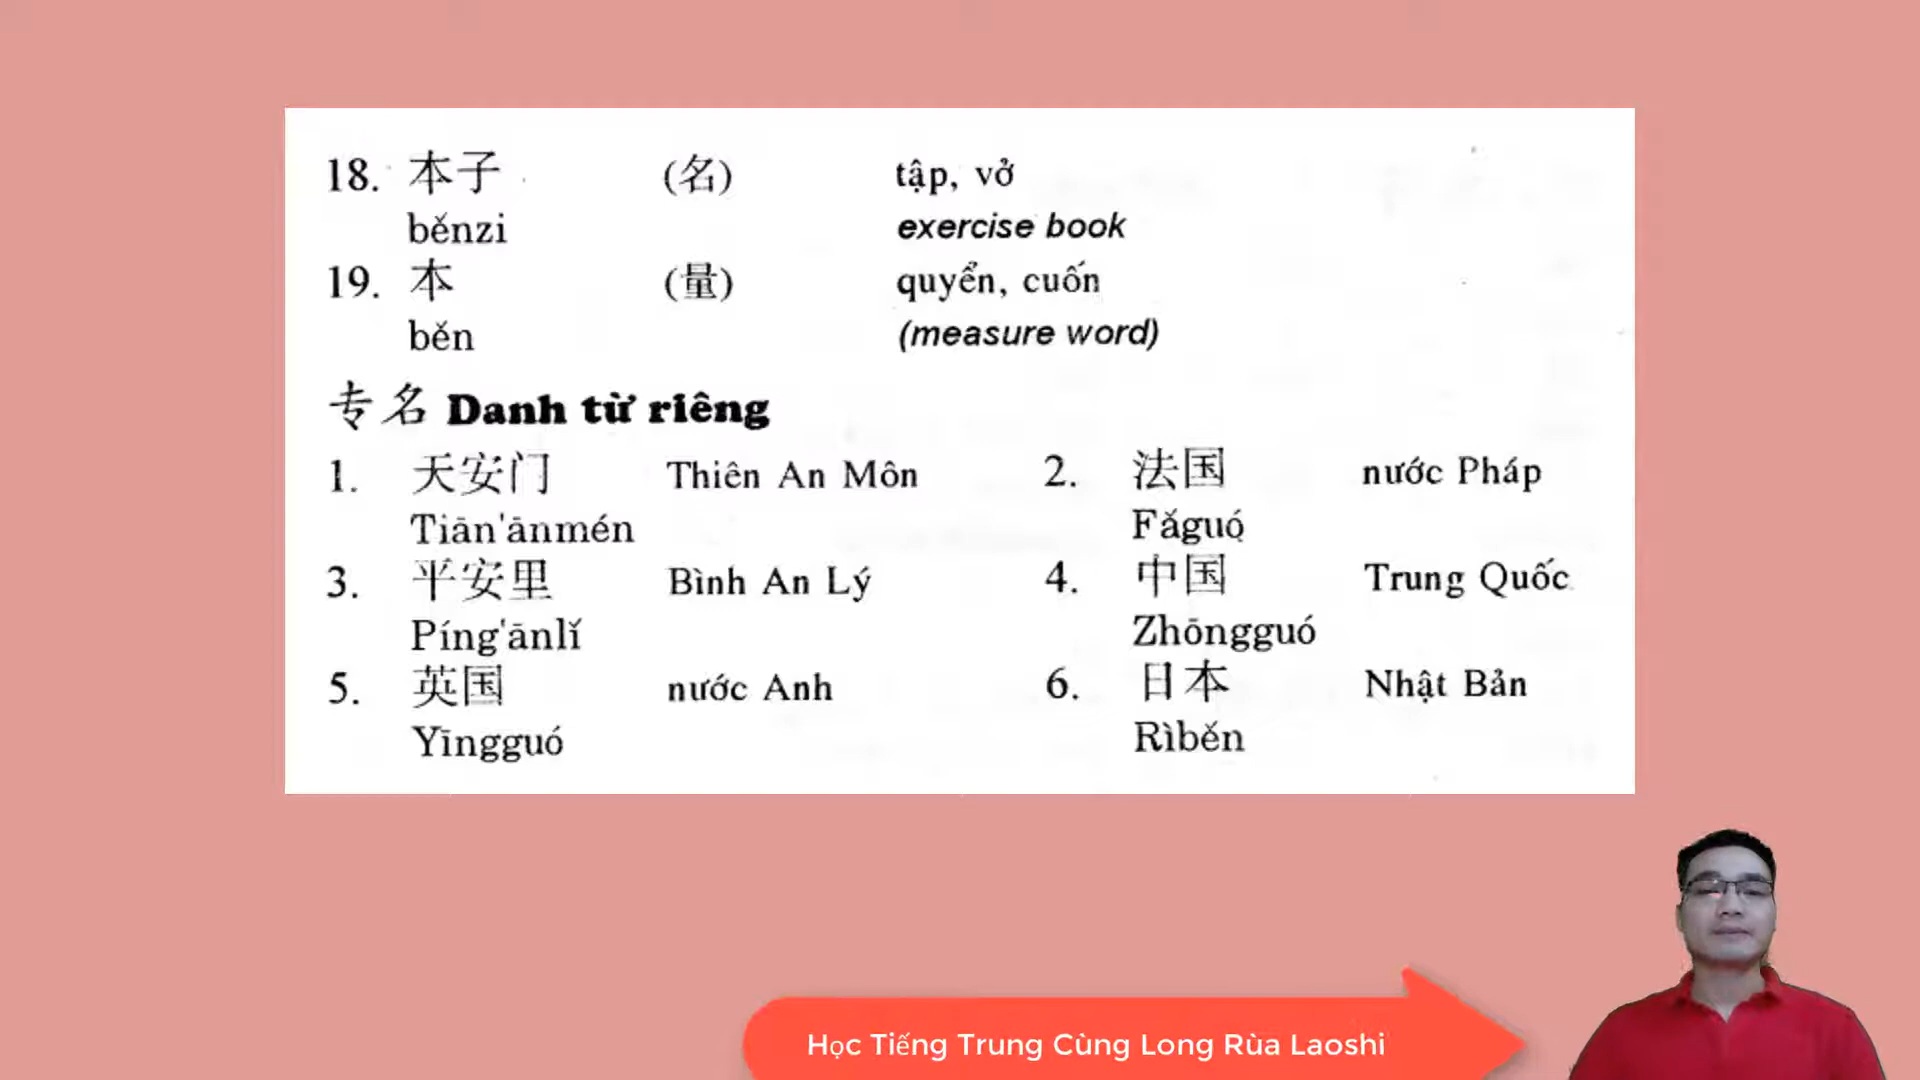 18. 本子 (名) tập, vở
běnzi exercise book
19. 本 (量) quyển, cuốn
běn (measure word)
专名 Danh từ riêng
1. 天安门 Thiên An Môn 2. 法国 nước Pháp
Tiān'ānmén Fǎguó
3. 平安里 Bình An Lý 4. 中国 Trung Quốc
Píng'ānlǐ Zhōngguó
5. 英国 nước Anh 6. 日本 Nhật Bản
Yīngguó Rìběn
Học Tiếng Trung Cùng Long Rùa Laoshi